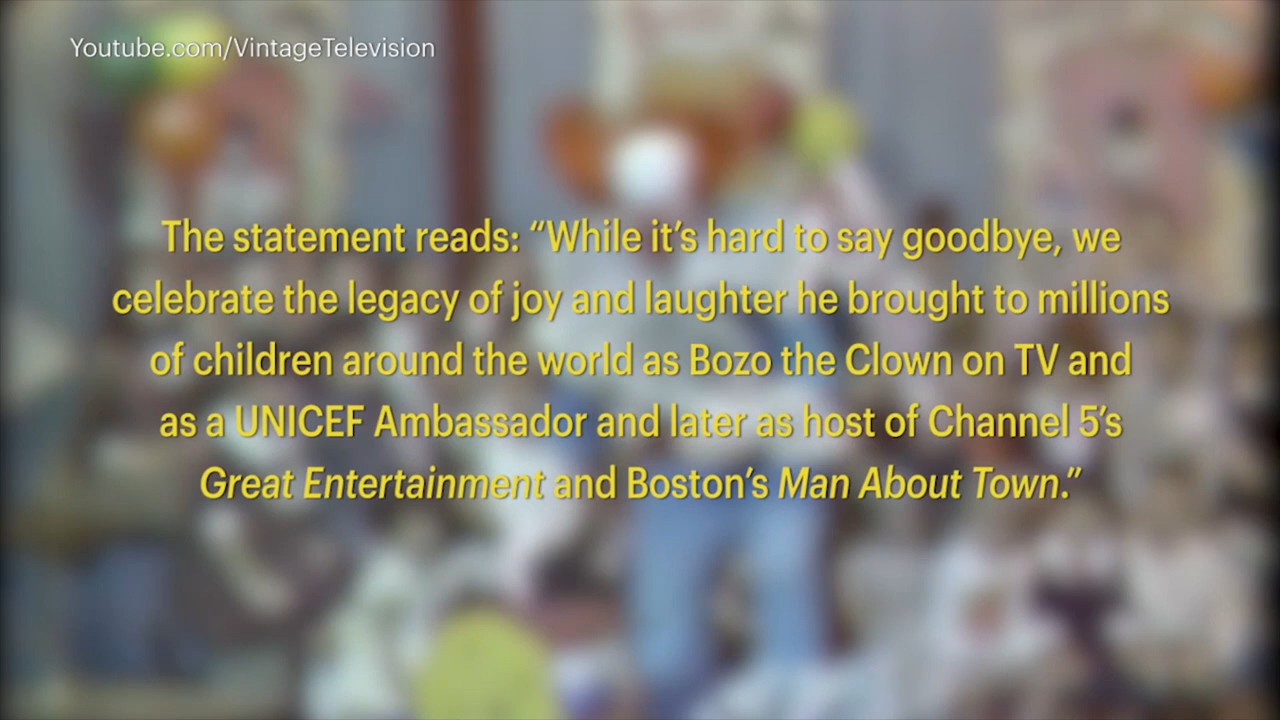 Youtube.com/VintageTelevision
The statement reads: “While it’s hard to say goodbye, we
celebrate the legacy of joy and laughter he brought to millions
of children around the world as Bozo the Clown on TV and
as a UNICEF Ambassador and later as host of Channel 5’s
Great Entertainment and Boston’s Man About Town.”